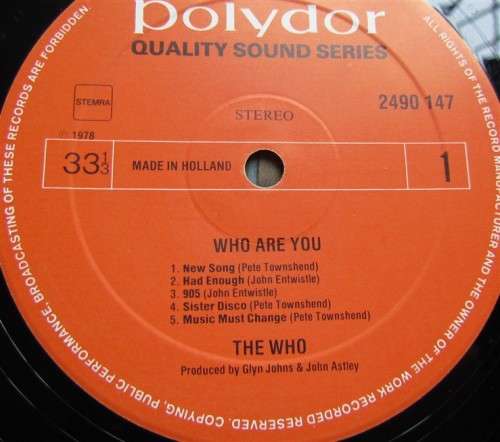 polydor
QUALITY SOUND SERIES
STEMRA
STEREO
2490 147
℗ 1978
33 1/3
MADE IN HOLLAND
1
WHO ARE YOU
1. New Song (Pete Townshend)
2. Had Enough (John Entwistle)
3. 905 (John Entwistle)
4. Sister Disco (Pete Townshend)
5. Music Must Change (Pete Townshend)
THE WHO
Produced by Glyn Johns & John Astley
ALL RIGHTS OF THE RECORD MANUFACTURER AND THE OWNER OF THE WORK RECORDED RESERVED. COPYING, PUBLIC PERFORMANCE, BROADCASTING OF THESE RECORDS ARE FORBIDDEN.